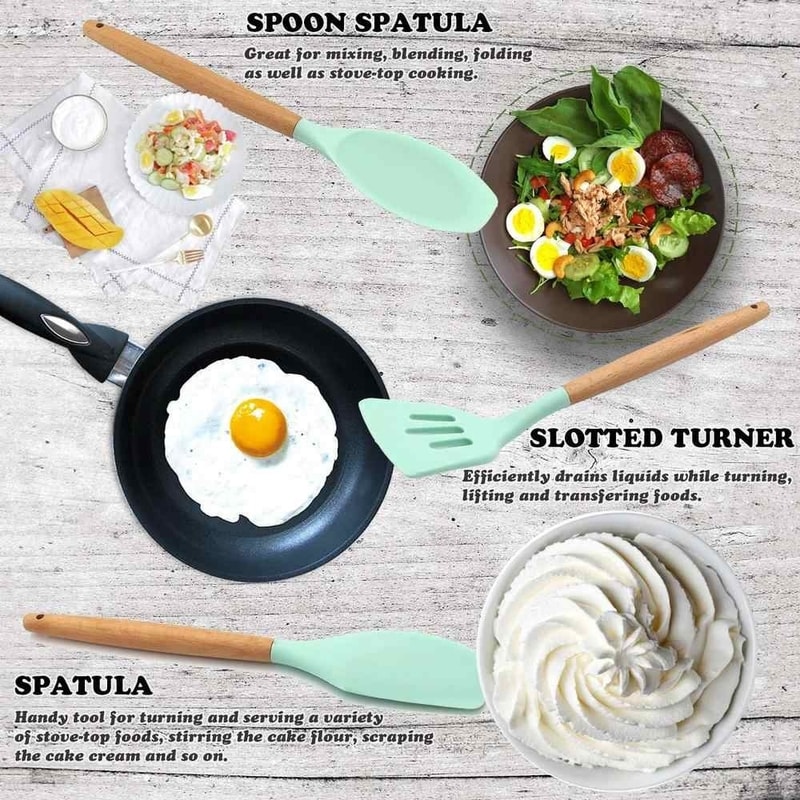 SPOON SPATULA
Great for mixing, blending, folding
as well as stove-top cooking.
SLOTTED TURNER
Efficiently drains liquids while turning,
lifting and transfering foods.
SPATULA
Handy tool for turning and serving a variety
of stove-top foods, stirring the cake flour, scraping
the cake cream and so on.